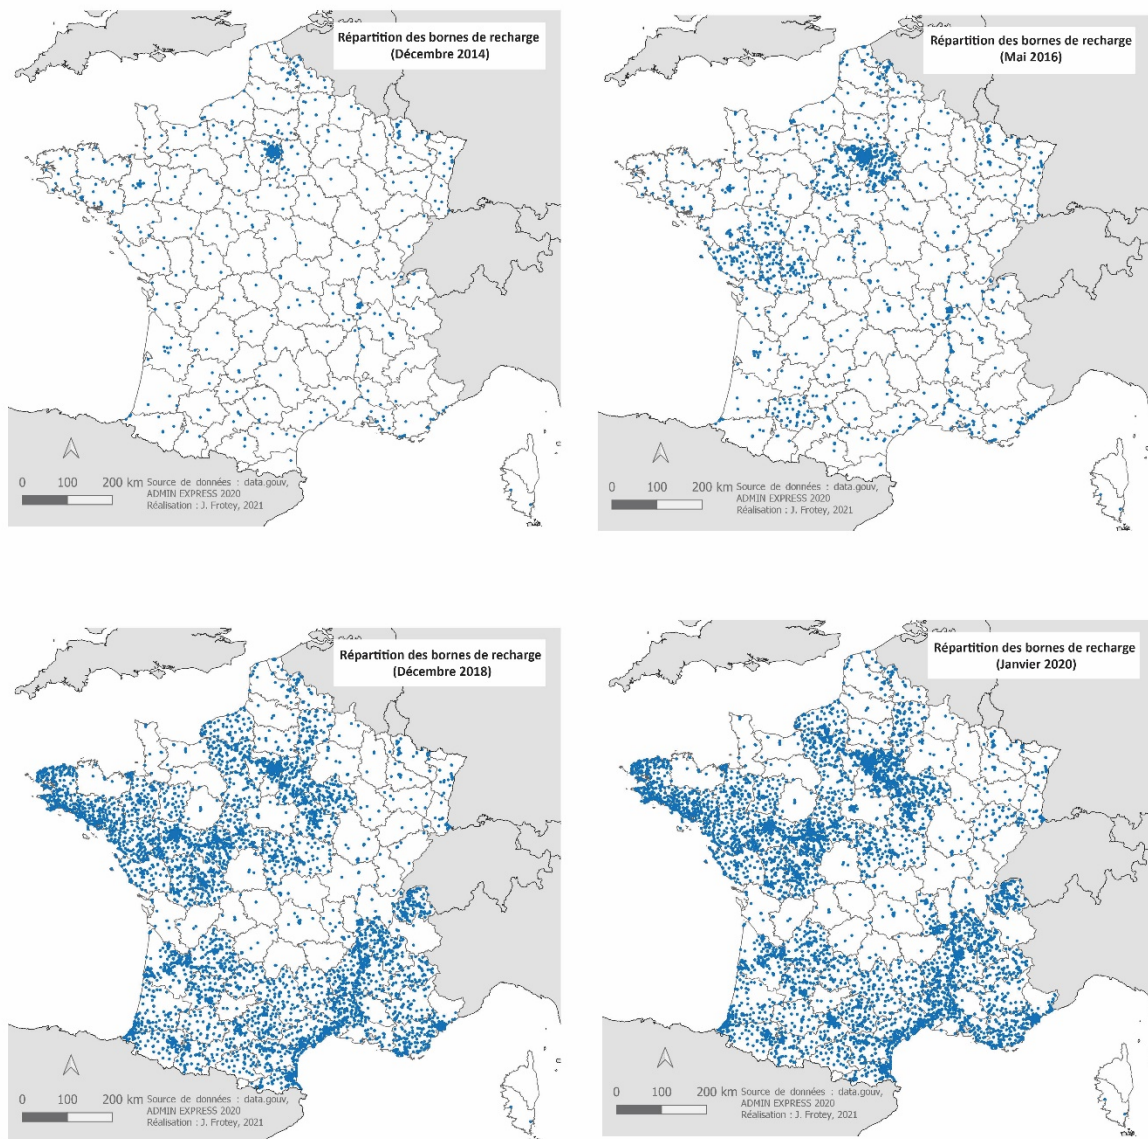 Répartition des bornes de recharge
(Décembre 2014)
0 100 200 km
Source de données : data.gouv,
ADMIN EXPRESS 2020
Réalisation : J. Frotey, 2021
Répartition des bornes de recharge
(Mai 2016)
0 100 200 km
Source de données : data.gouv,
ADMIN EXPRESS 2020
Réalisation : J. Frotey, 2021
Répartition des bornes de recharge
(Décembre 2018)
0 100 200 km
Source de données : data.gouv,
ADMIN EXPRESS 2020
Réalisation : J. Frotey, 2021
Répartition des bornes de recharge
(Janvier 2020)
0 100 200 km
Source de données : data.gouv,
ADMIN EXPRESS 2020
Réalisation : J. Frotey, 2021